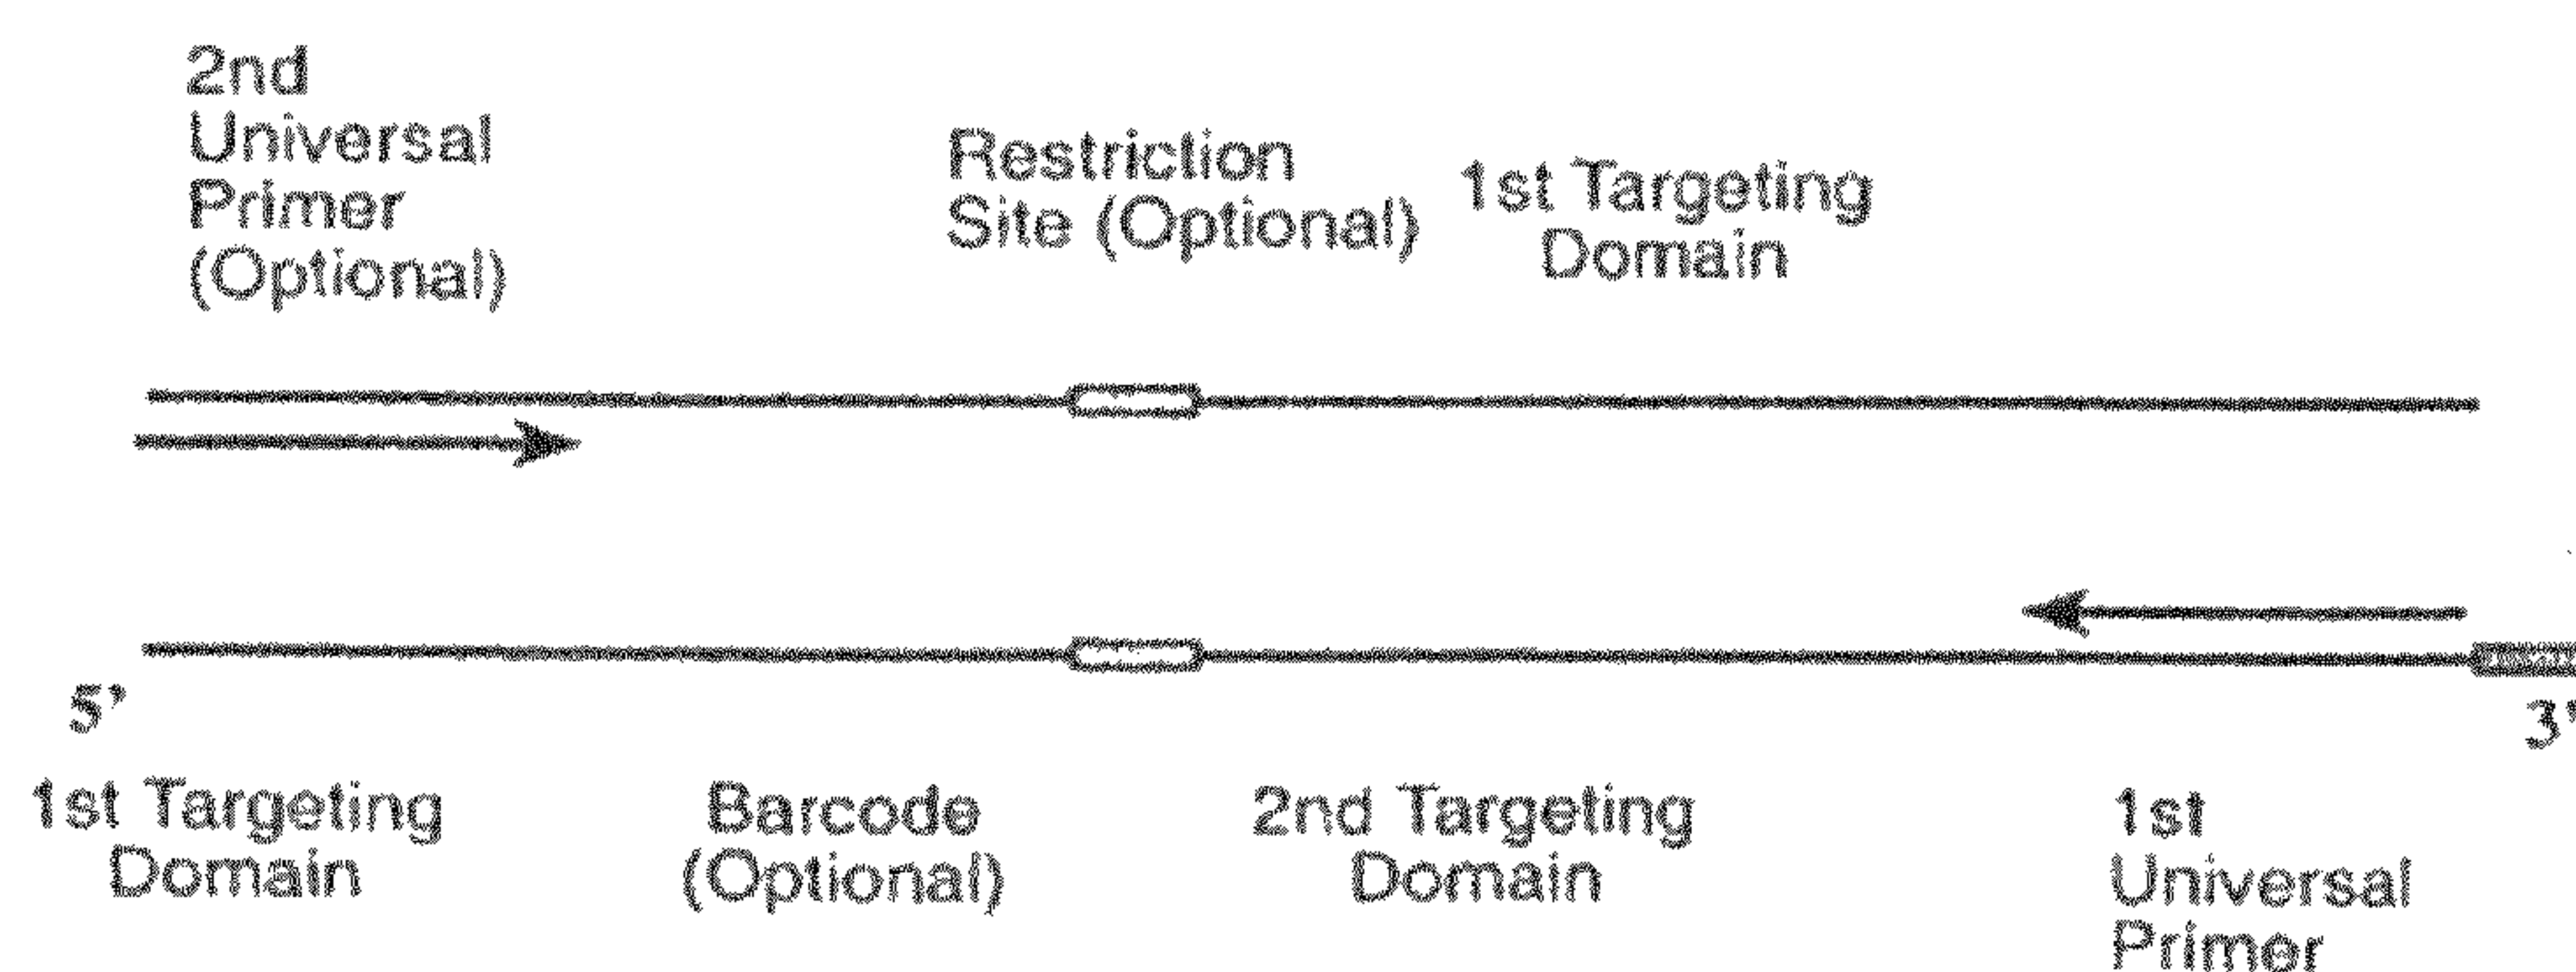 2nd
Universal
Primer
(Optional)
Restriction
Site (Optional)
1st Targeting
Domain
5'
3'
1st Targeting
Domain
Barcode
(Optional)
2nd Targeting
Domain
1st
Universal
Primer